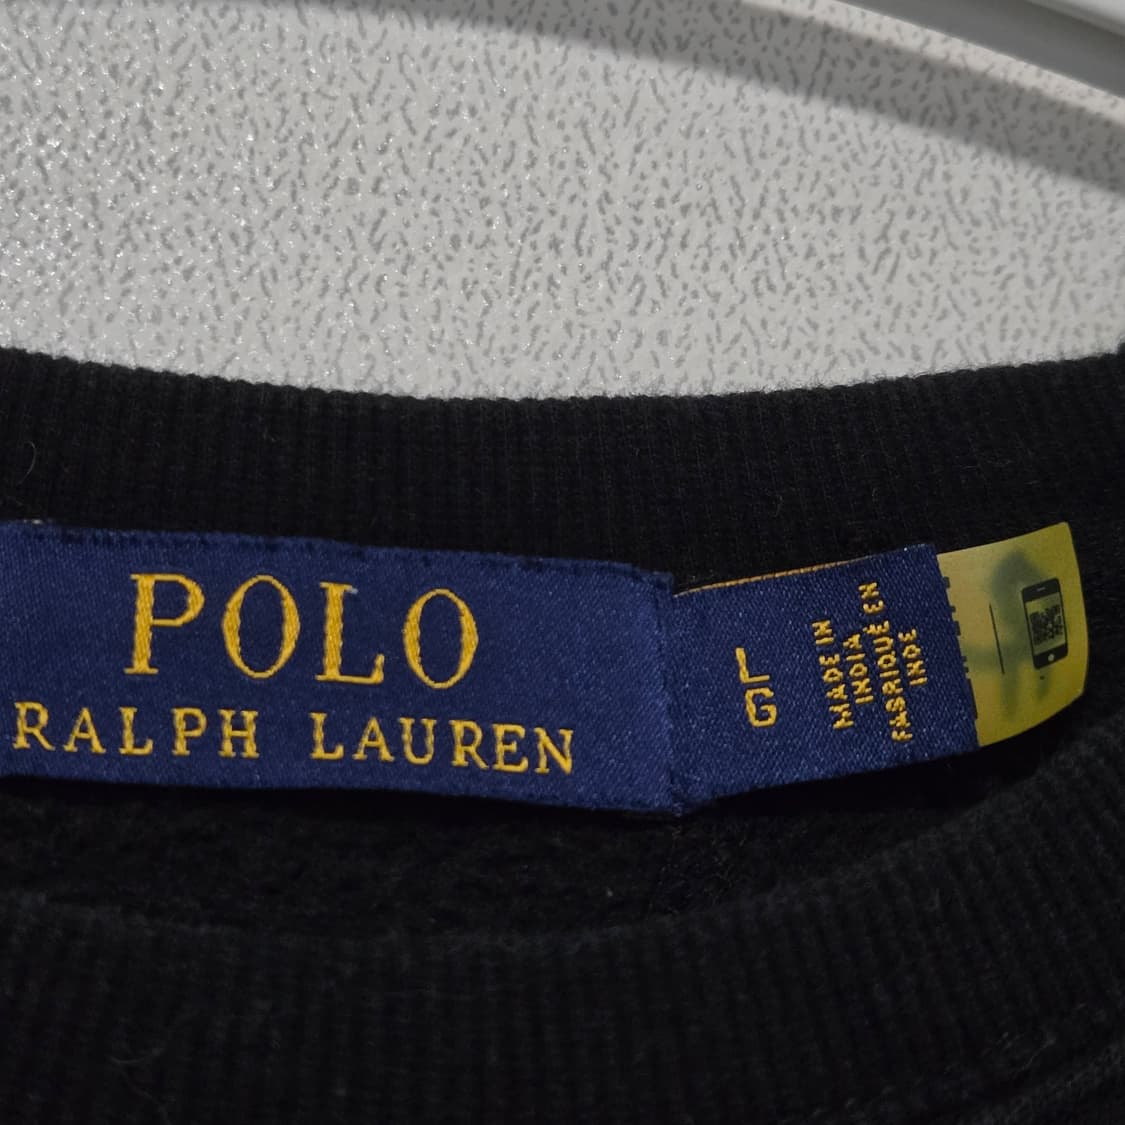 POLO
RALPH LAUREN
L
G
MADE IN
INDIA
FABRIQUÉ EN
INDE